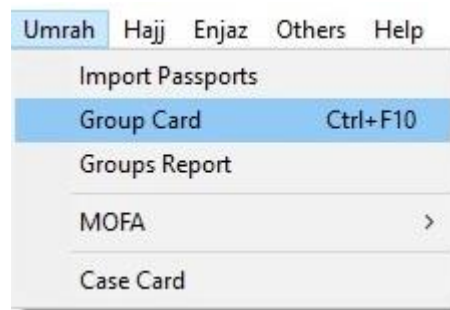 Umrah Hajj Enjaz Others Help
Import Passports
Group Card Ctrl+F10
Groups Report
MOFA >
Case Card